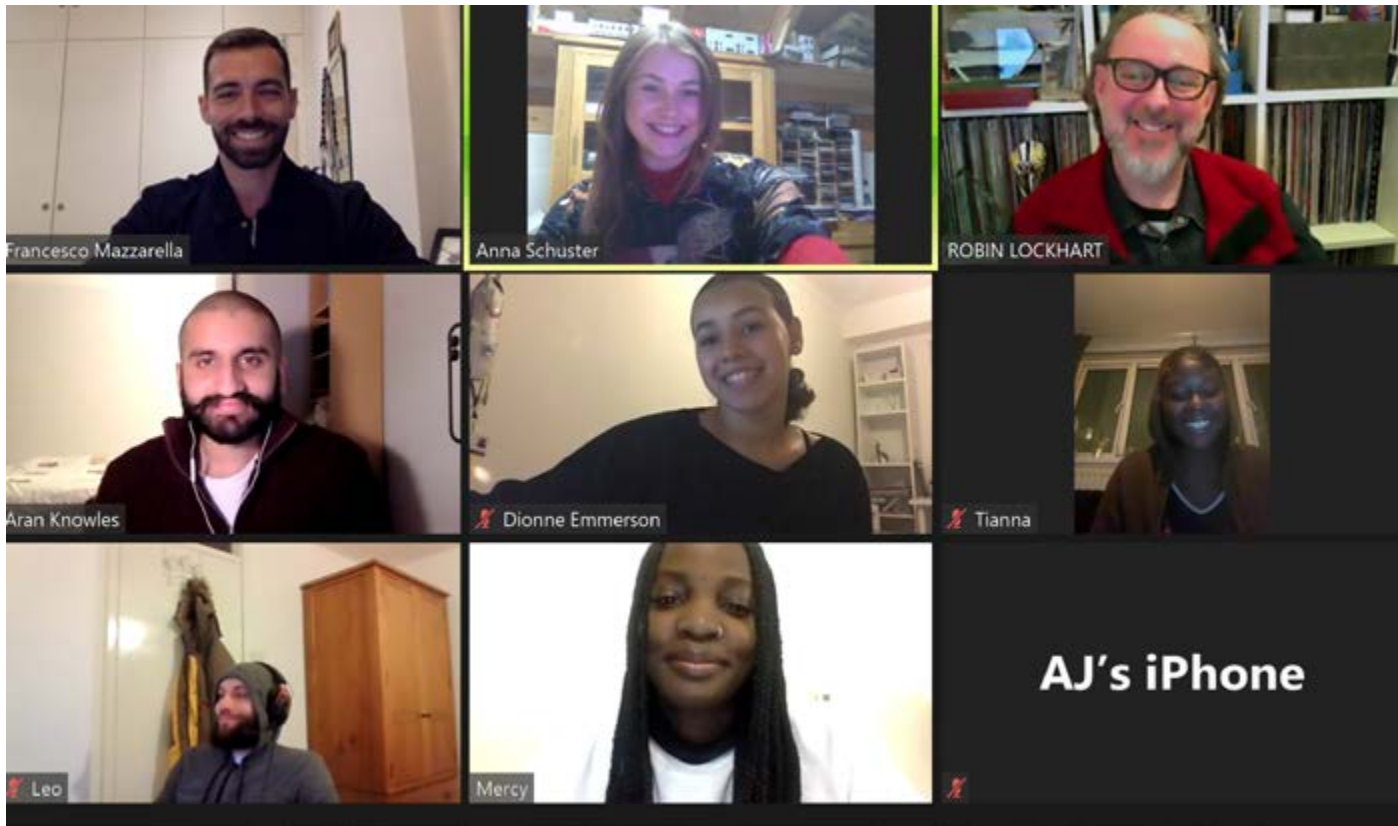 Francesco Mazzarella
Anna Schuster
ROBIN LOCKHART
Aran Knowles
Dionne Emmerson
Tianna
Leo
Mercy
AJ's iPhone